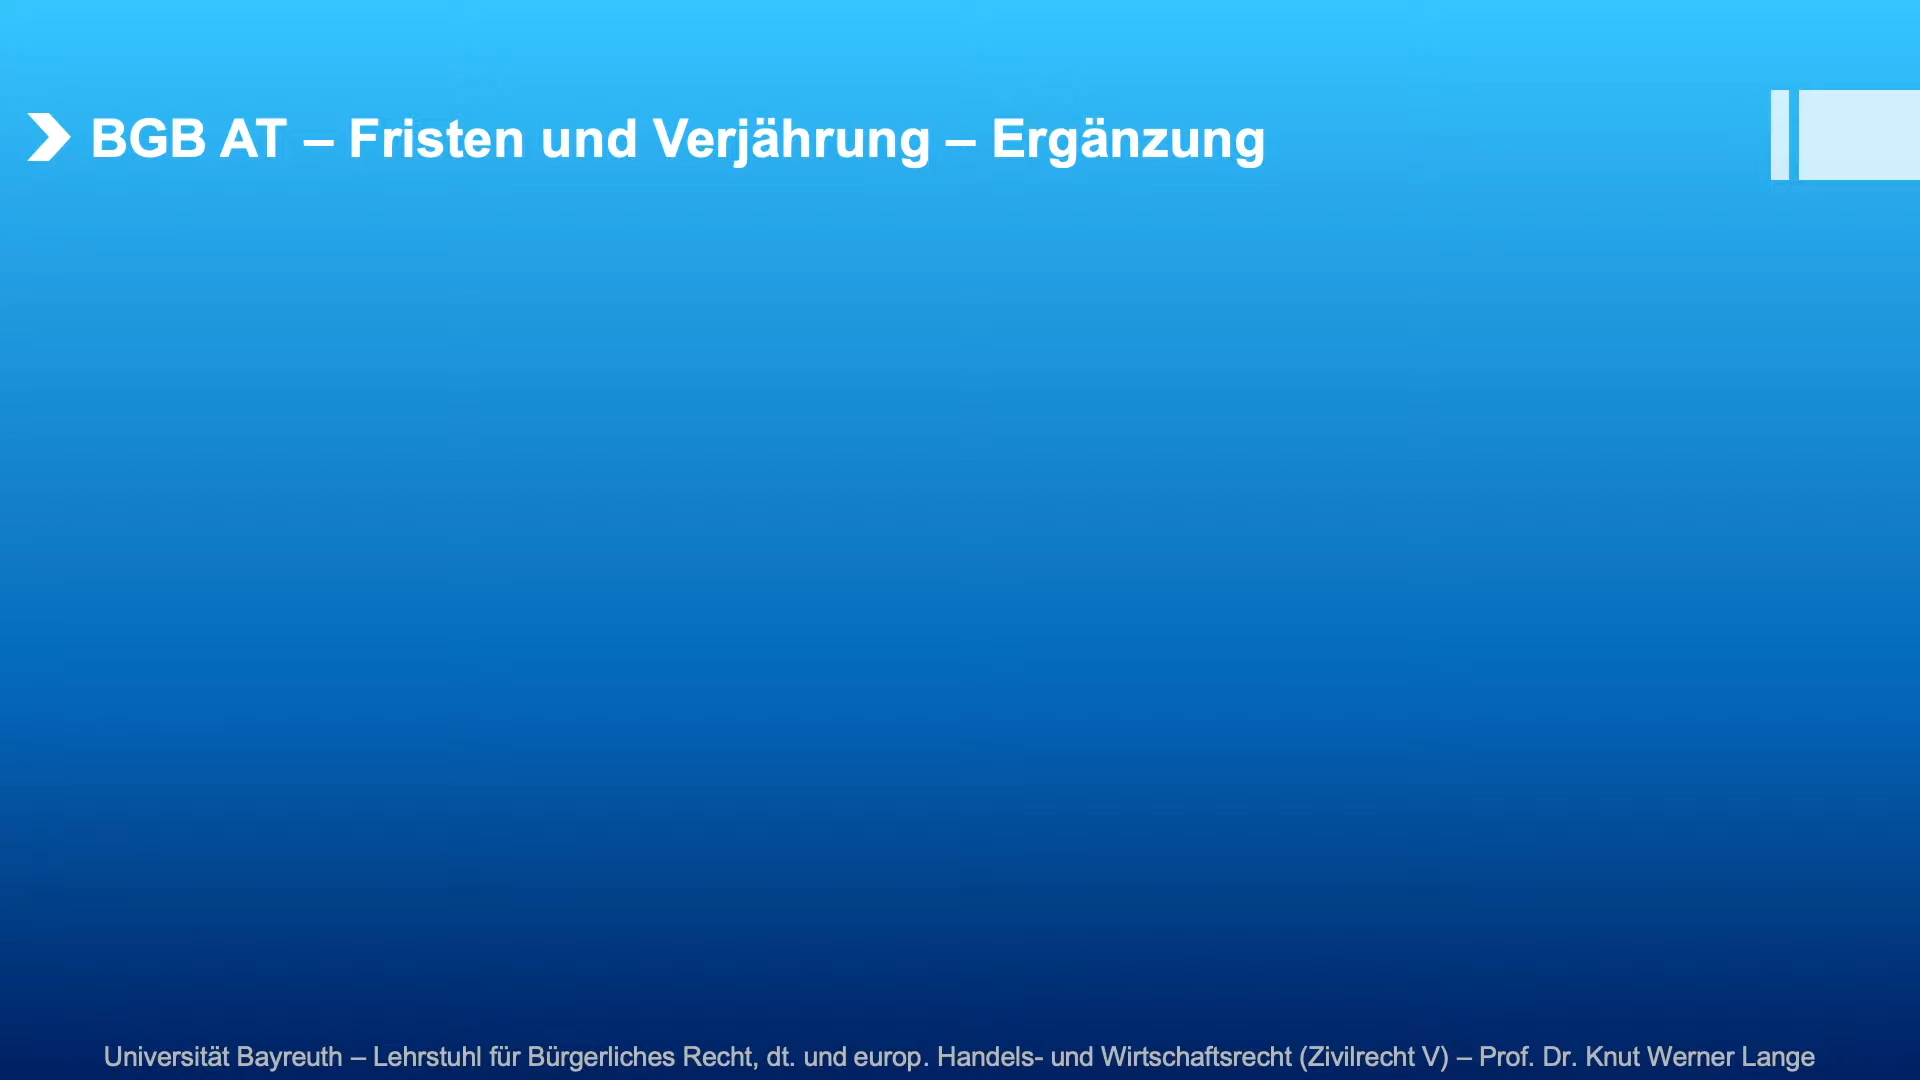 BGB AT – Fristen und Verjährung – Ergänzung
Universität Bayreuth – Lehrstuhl für Bürgerliches Recht, dt. und europ. Handels- und Wirtschaftsrecht (Zivilrecht V) – Prof. Dr. Knut Werner Lange